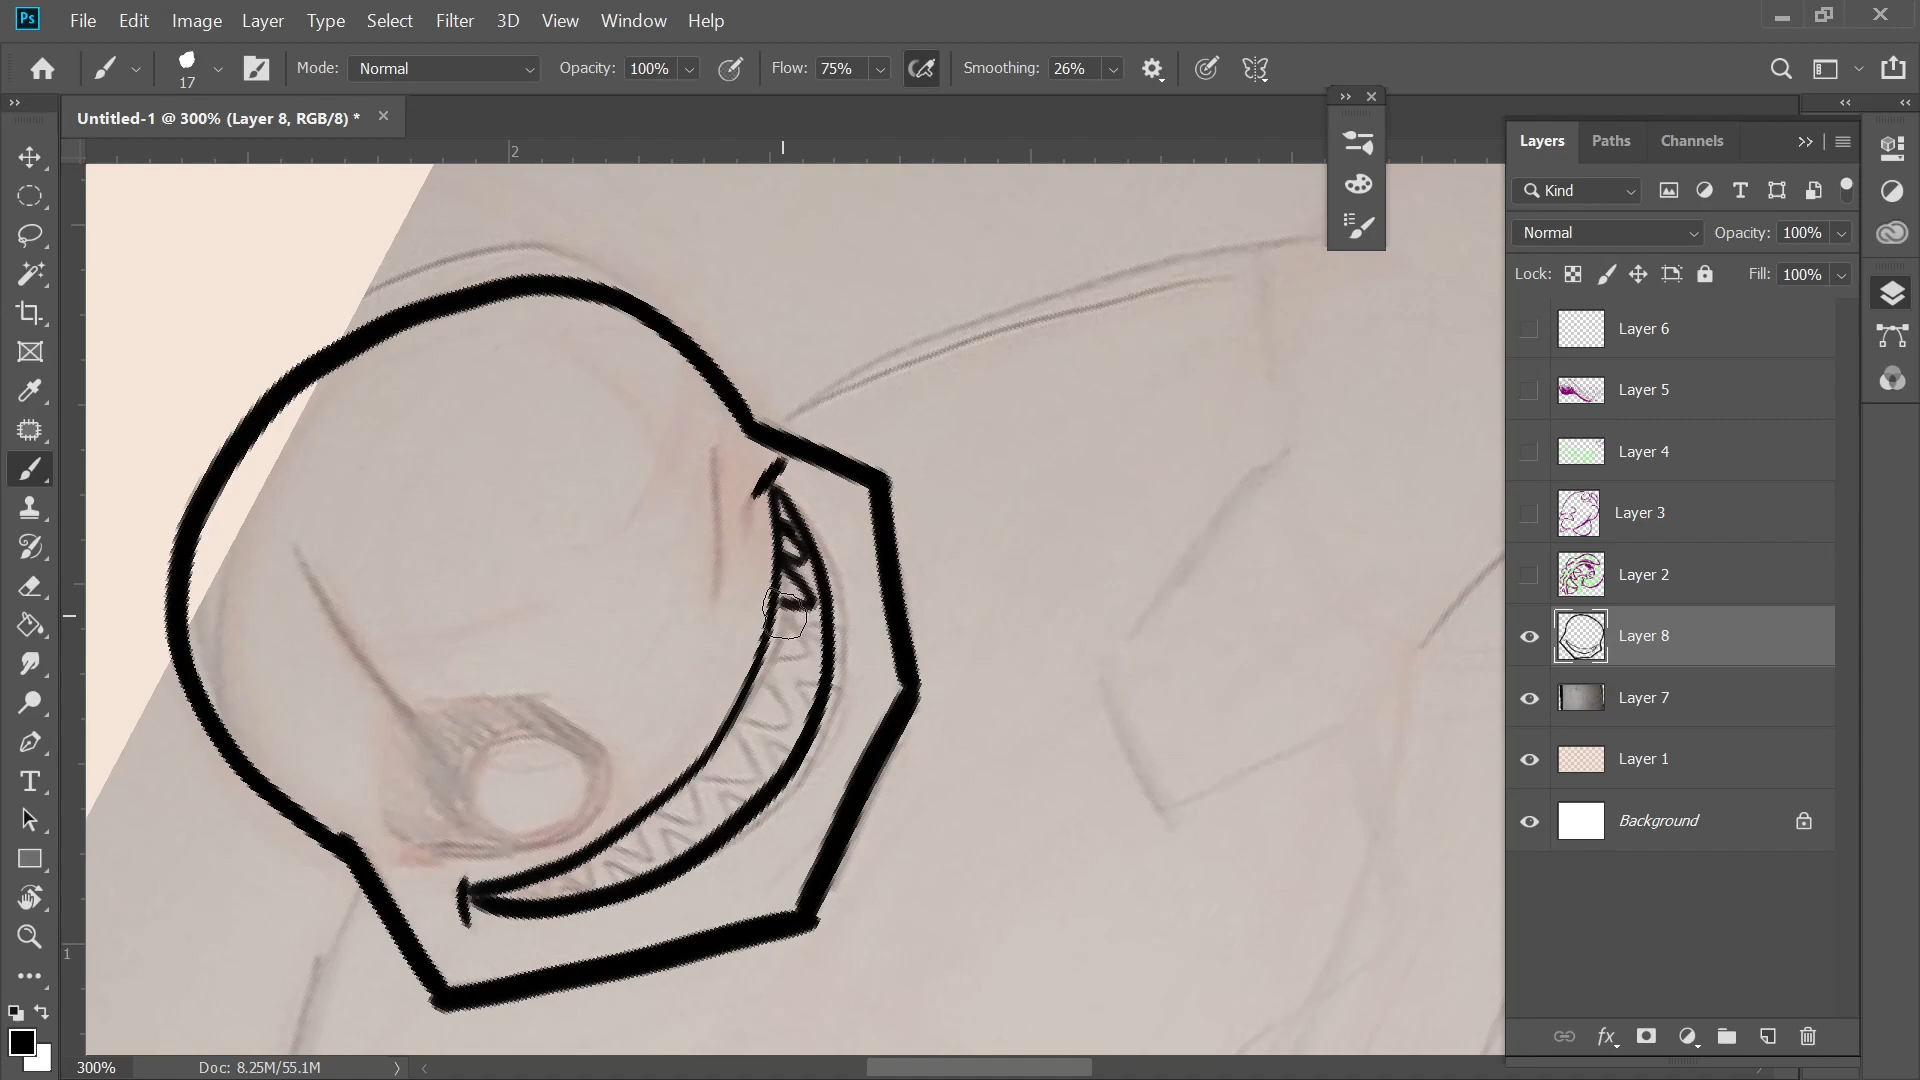 Ps File Edit Image Layer Type Select Filter 3D View Window Help
17 Mode: Normal Opacity: 100% Flow: 75% Smoothing: 26%
Untitled-1 @ 300% (Layer 8, RGB/8) *
2
1
Layers Paths Channels
Kind
Normal Opacity: 100%
Lock: Fill: 100%
Layer 6
Layer 5
Layer 4
Layer 3
Layer 2
Layer 8
Layer 7
Layer 1
Background
300% Doc: 8.25M/55.1M